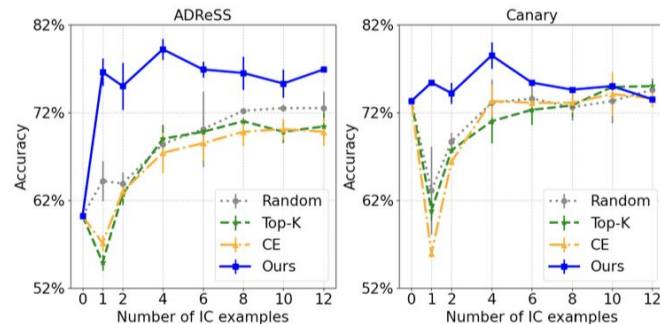 ADReSS
82%
72%
62%
52%
Accuracy
0 1 2 4 6 8 10 12
Number of IC examples
Random
Top-K
CE
Ours
Canary
82%
72%
62%
52%
Accuracy
0 1 2 4 6 8 10 12
Number of IC examples
Random
Top-K
CE
Ours